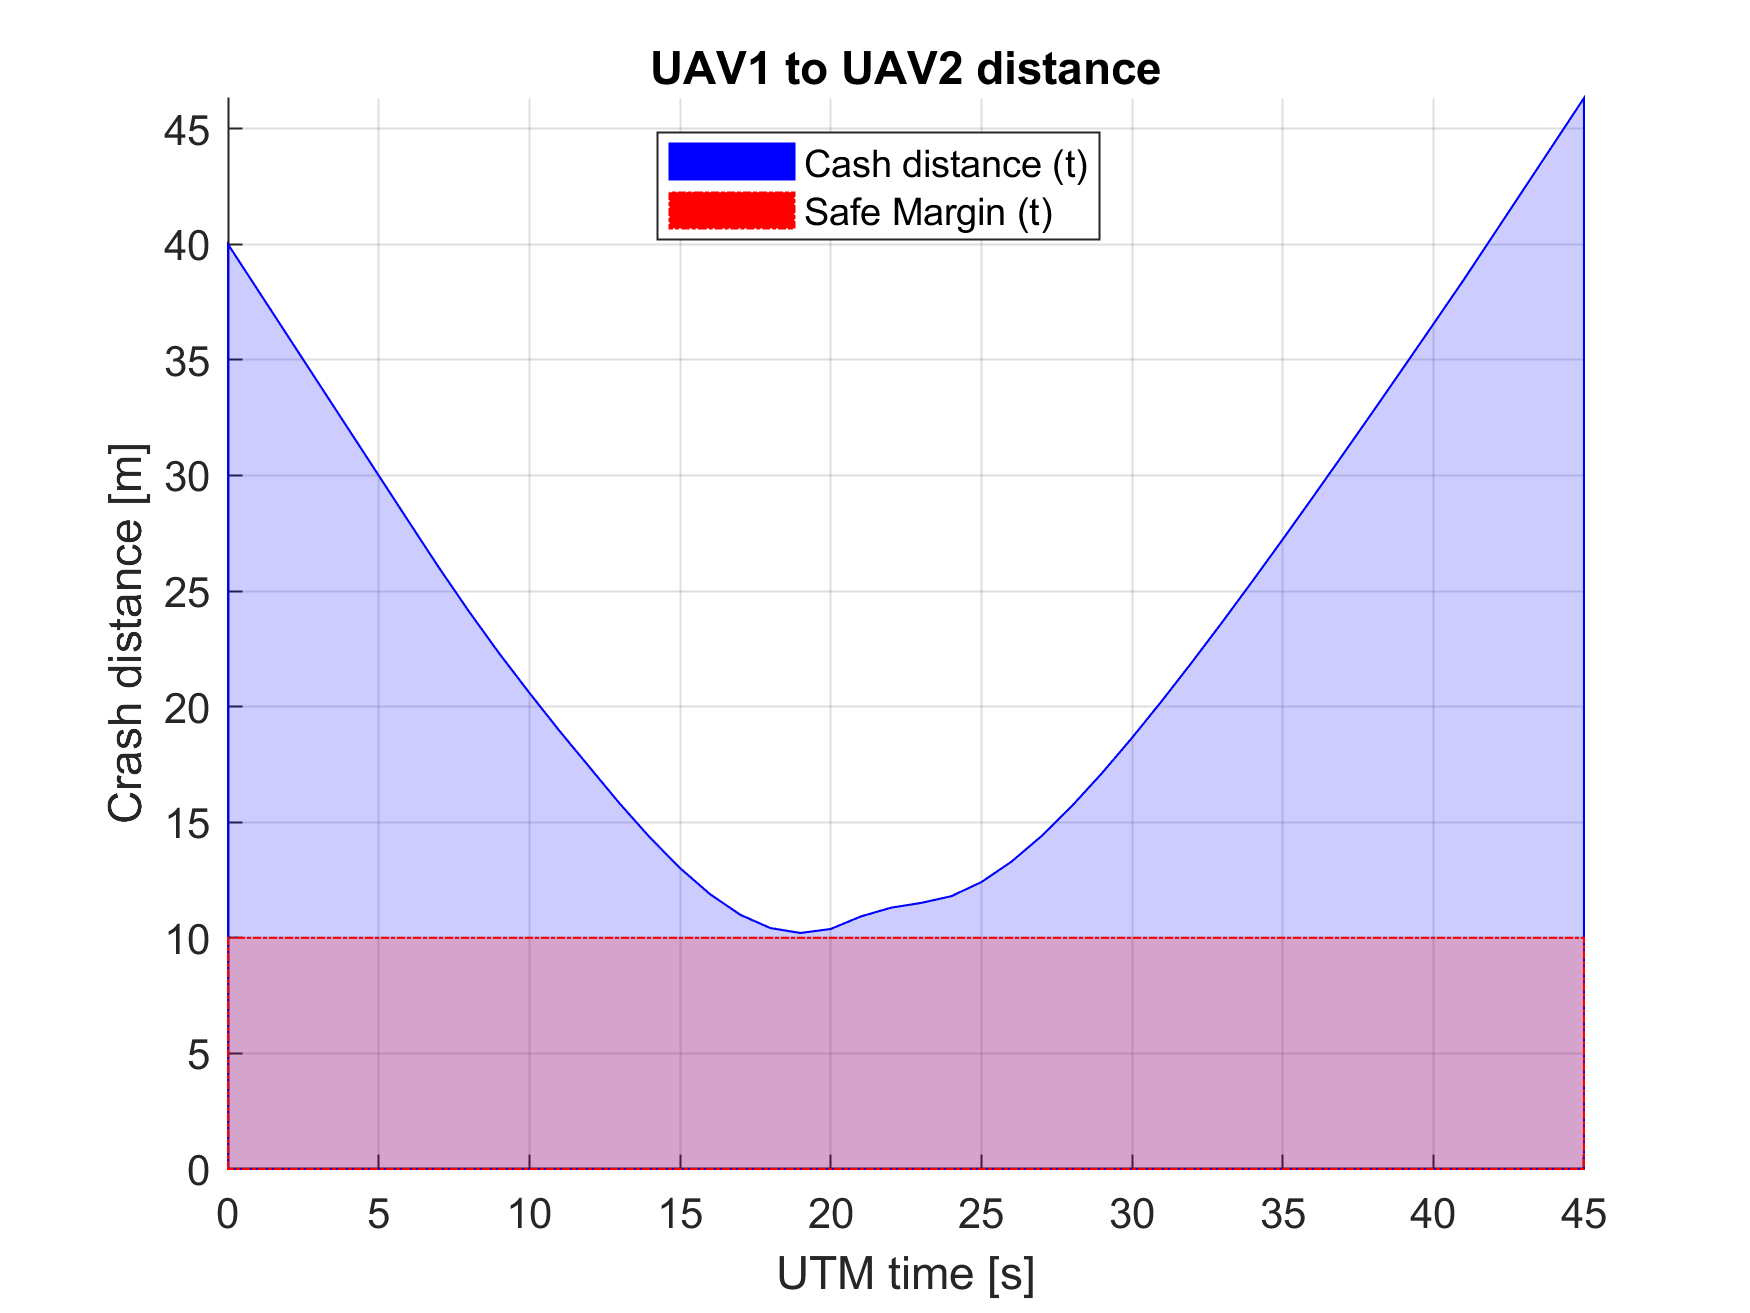 UAV1 to UAV2 distance
Cash distance (t)
Safe Margin (t)
Crash distance [m]
45
40
35
30
25
20
15
10
5
0
0 5 10 15 20 25 30 35 40 45
UTM time [s]